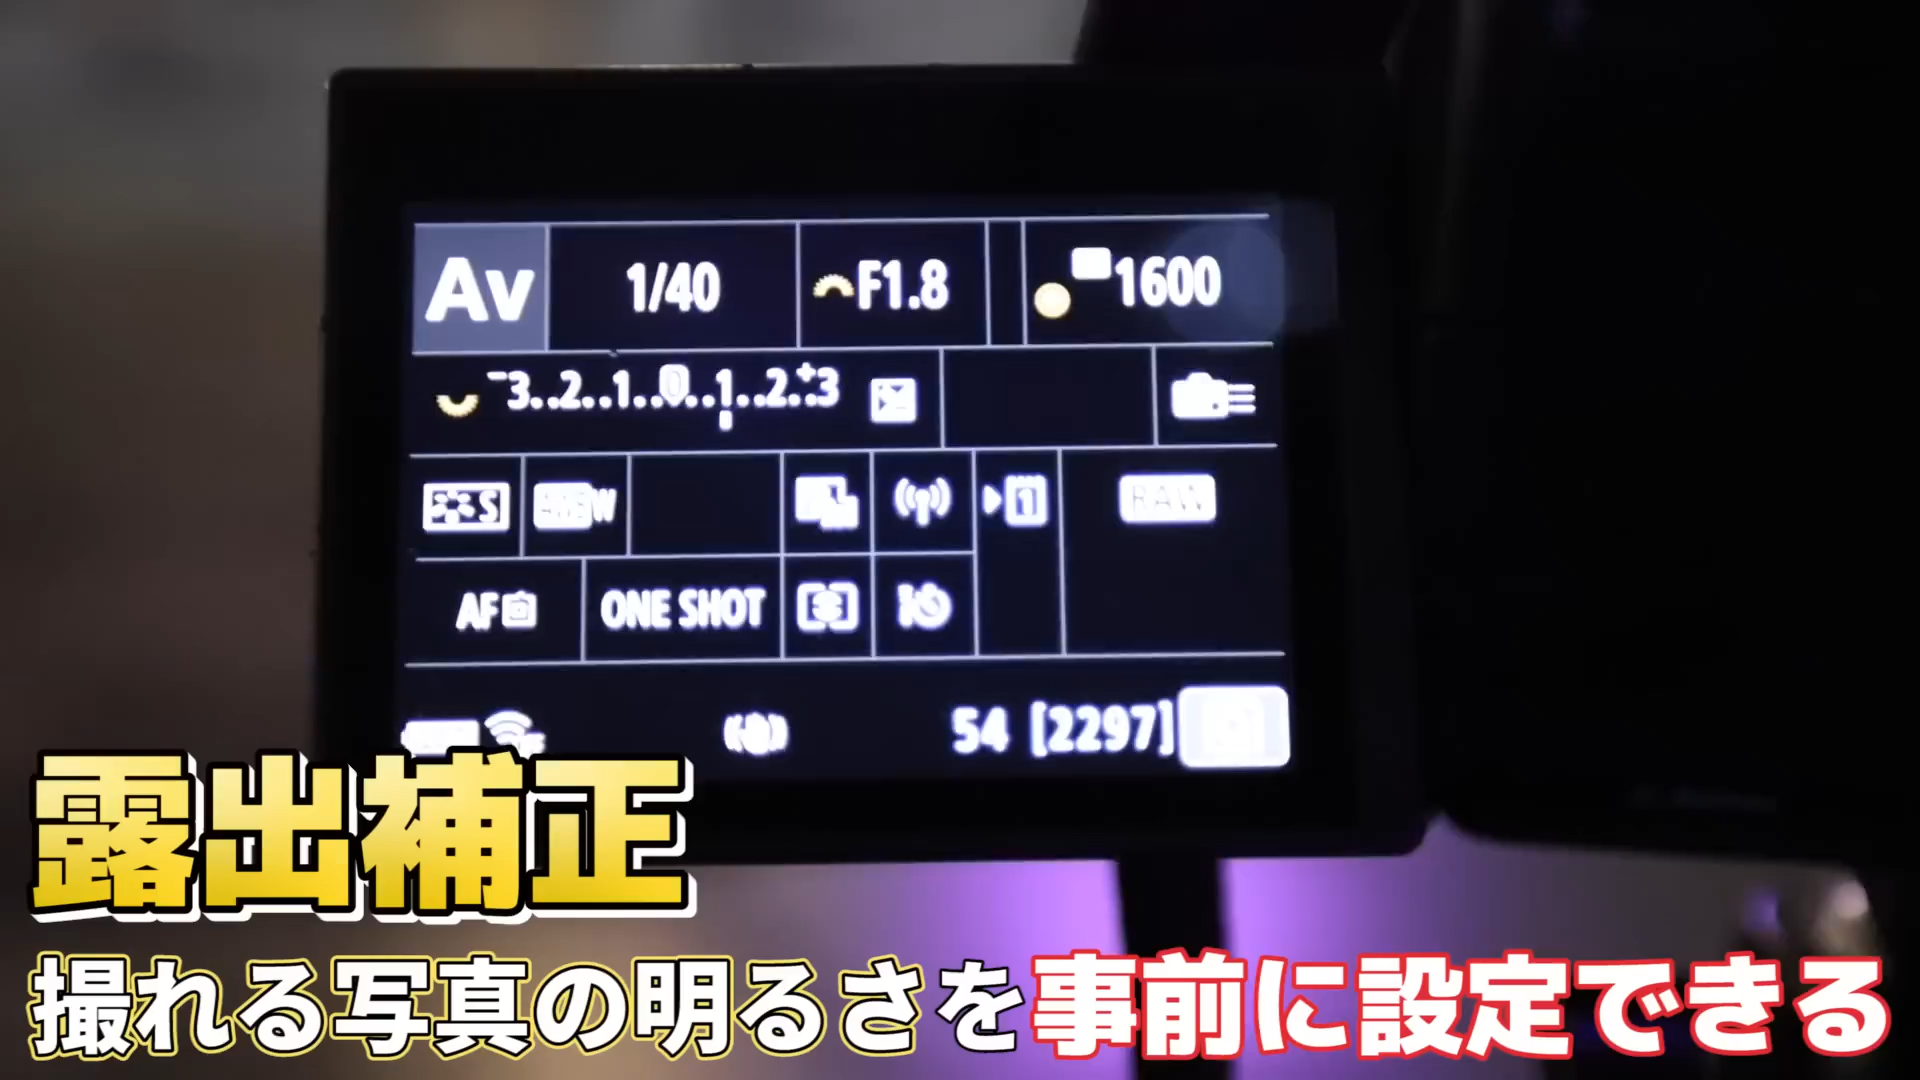 Av 1/40 F1.8 1600
-3..2..1..0..1..2..+3
S W 1 RAW
AF ONE SHOT
54 [2297]
露出補正
撮れる写真の明るさを事前に設定できる